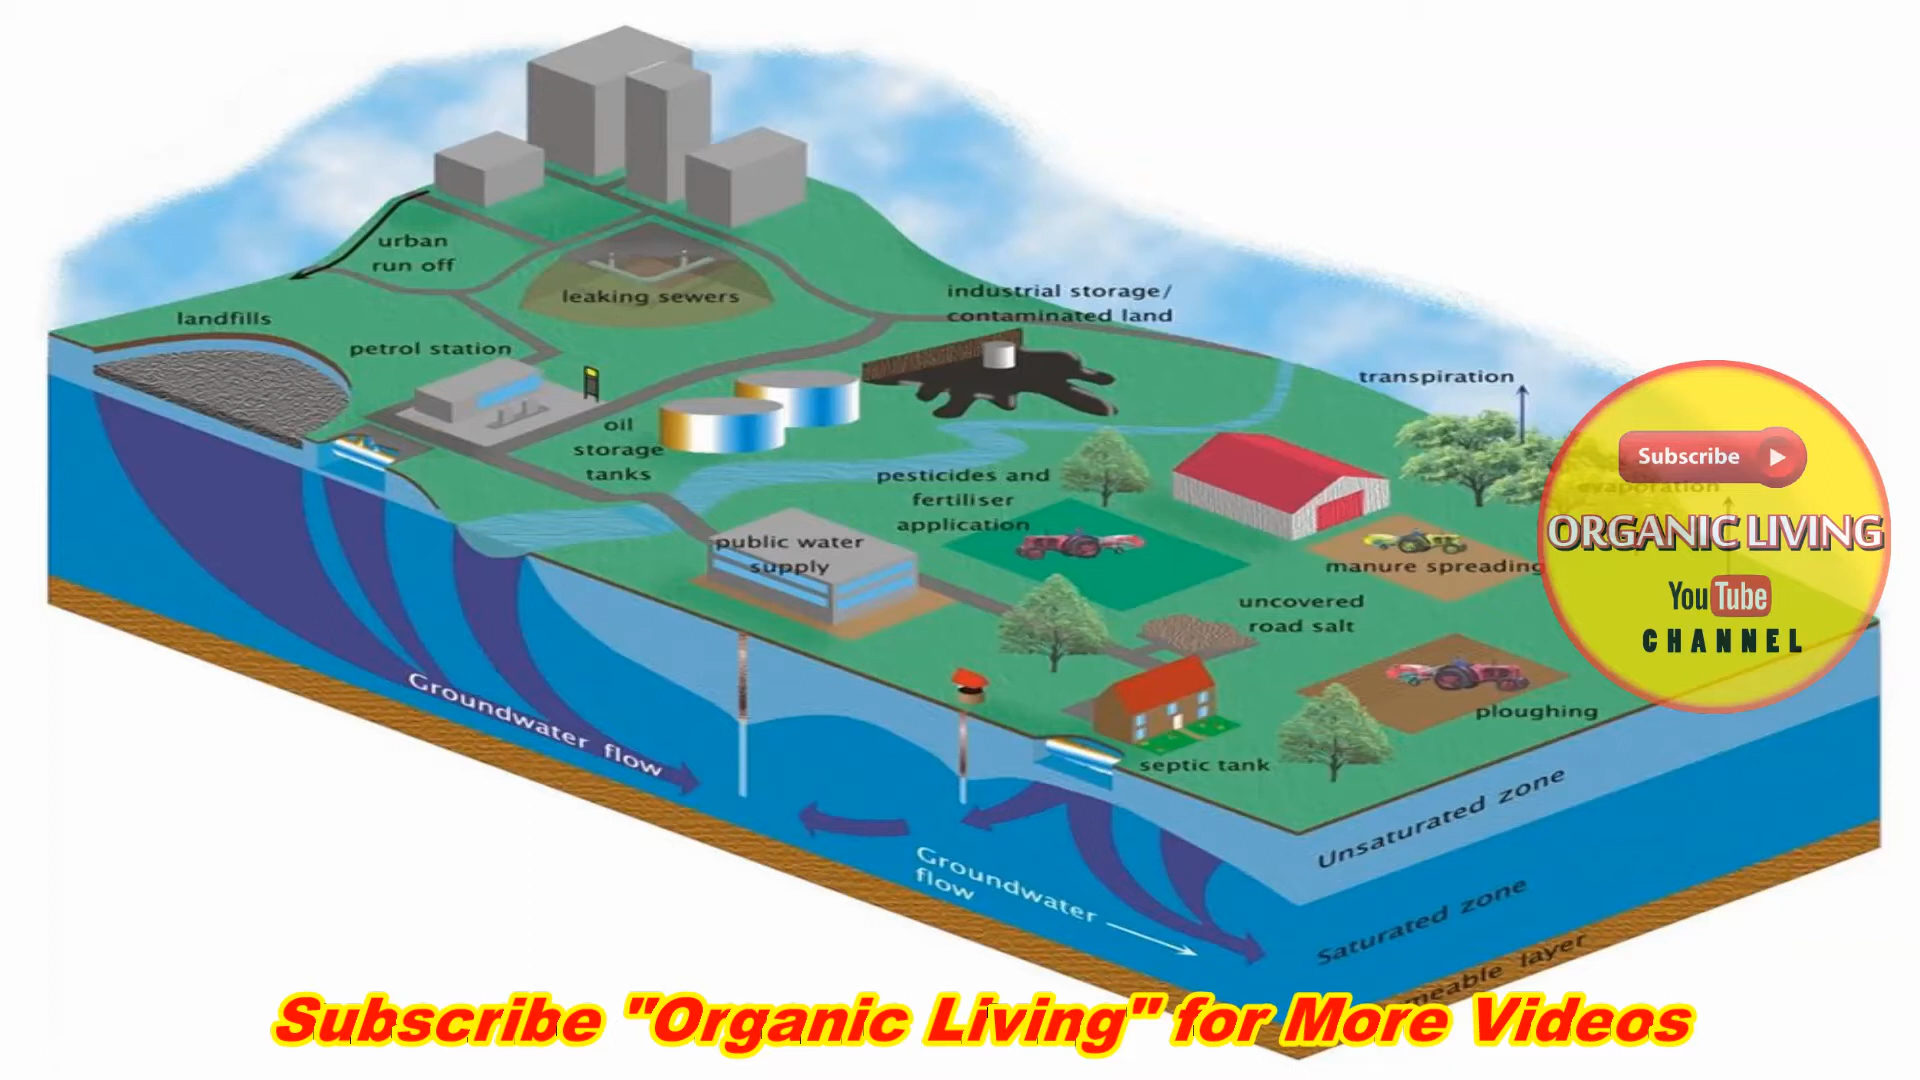 urban
run off
leaking sewers
industrial storage/
contaminated land
landfills
petrol station
transpiration
oil
storage
tanks
pesticides and
fertiliser
application
Subscribe
evaporation
ORGANIC LIVING
YouTube
CHANNEL
public water
supply
manure spreading
uncovered
road salt
ploughing
septic tank
Groundwater flow
Groundwater
flow
Unsaturated zone
Saturated zone
layer
Subscribe "Organic Living" for More Videos